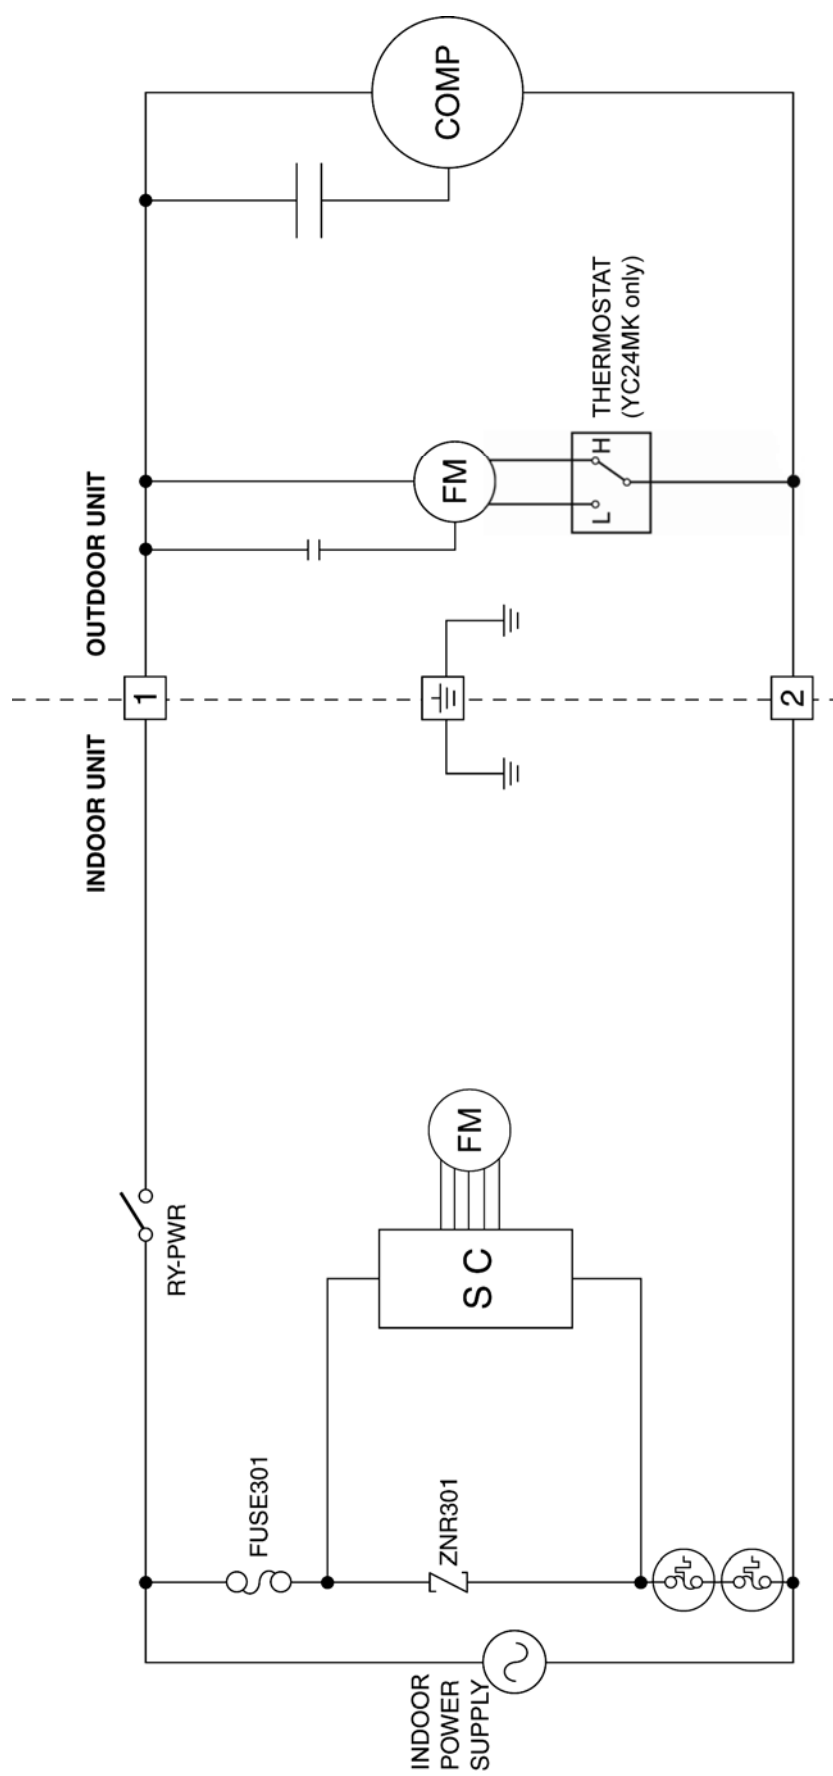 INDOOR UNIT
OUTDOOR UNIT
INDOOR
POWER
SUPPLY
FUSE301
ZNR301
RY-PWR
S C
FM
1
2
FM
L
H
THERMOSTAT
(YC24MK only)
COMP